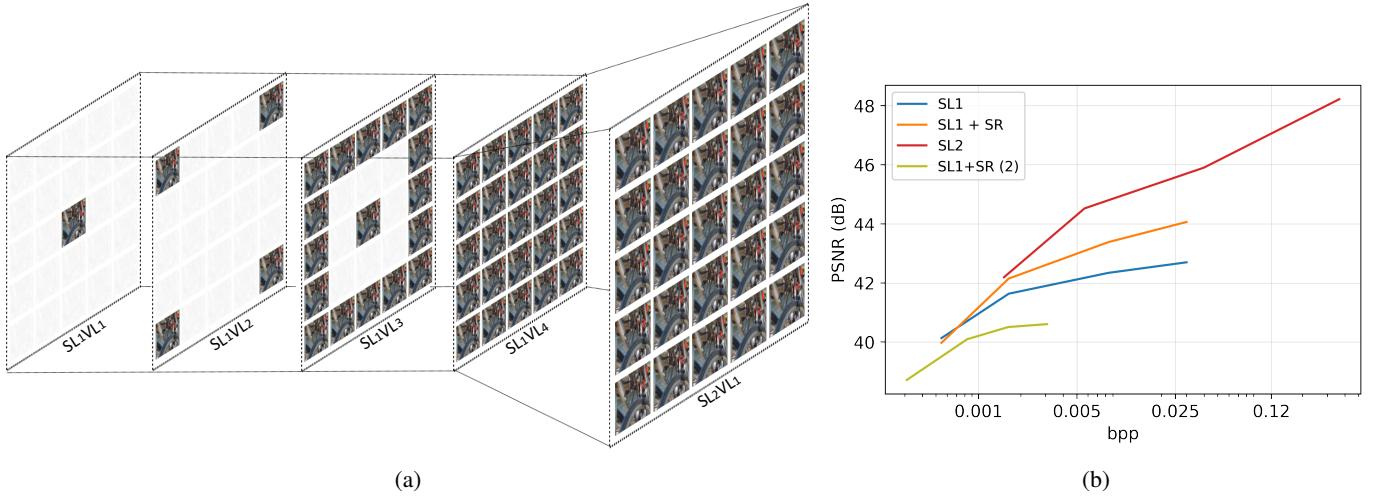 SL1VL1
SL1VL2
SL1VL3
SL1VL4
SL2VL1
(a)
SL1
SL1 + SR
SL2
SL1+SR (2)
48
46
44
42
40
PSNR (dB)
0.001
0.005
0.025
0.12
bpp
(b)